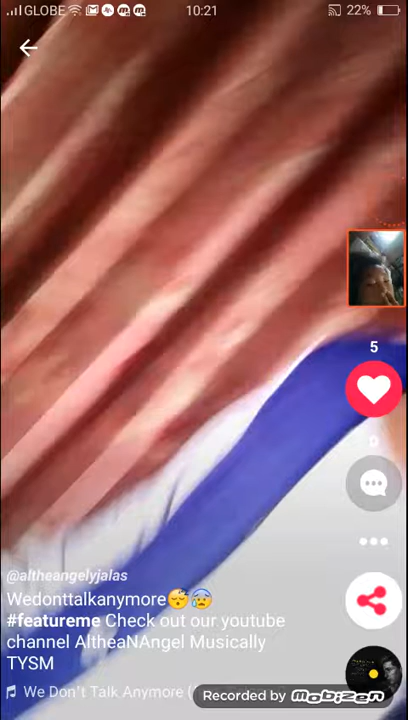 GLOBE 10:21 22%
5
0
@altheangelyjalas
Wedonttalkanymore😴😰
#featureme Check out our youtube
channel AltheaNAngel Musically
TYSM
We Don't Talk Anymore (
Recorded by Mobizen